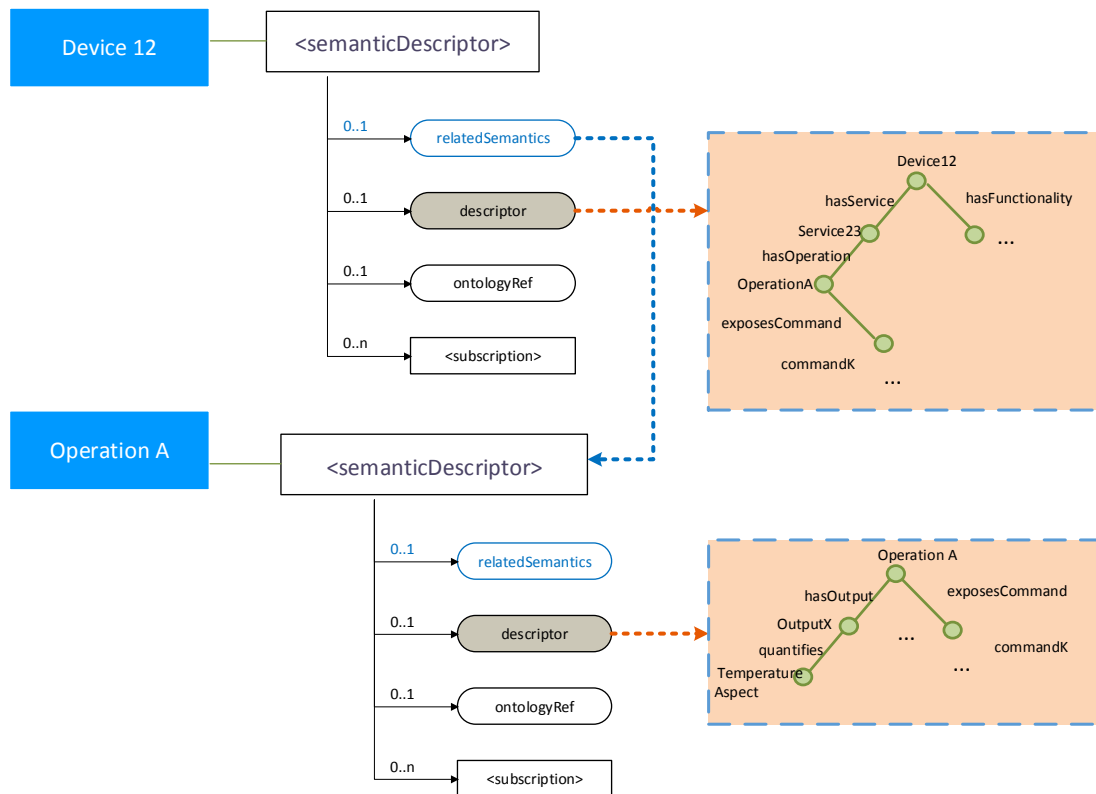 Device 12
<semanticDescriptor>
0..1
relatedSemantics
0..1
descriptor
0..1
ontologyRef
0..n
<subscription>
Device12
hasService
hasFunctionality
Service23
...
hasOperation
OperationA
exposesCommand
commandK
...
Operation A
<semanticDescriptor>
0..1
relatedSemantics
0..1
descriptor
0..1
ontologyRef
0..n
<subscription>
Operation A
hasOutput
exposesCommand
OutputX
...
commandK
quantifies
...
Temperature
Aspect